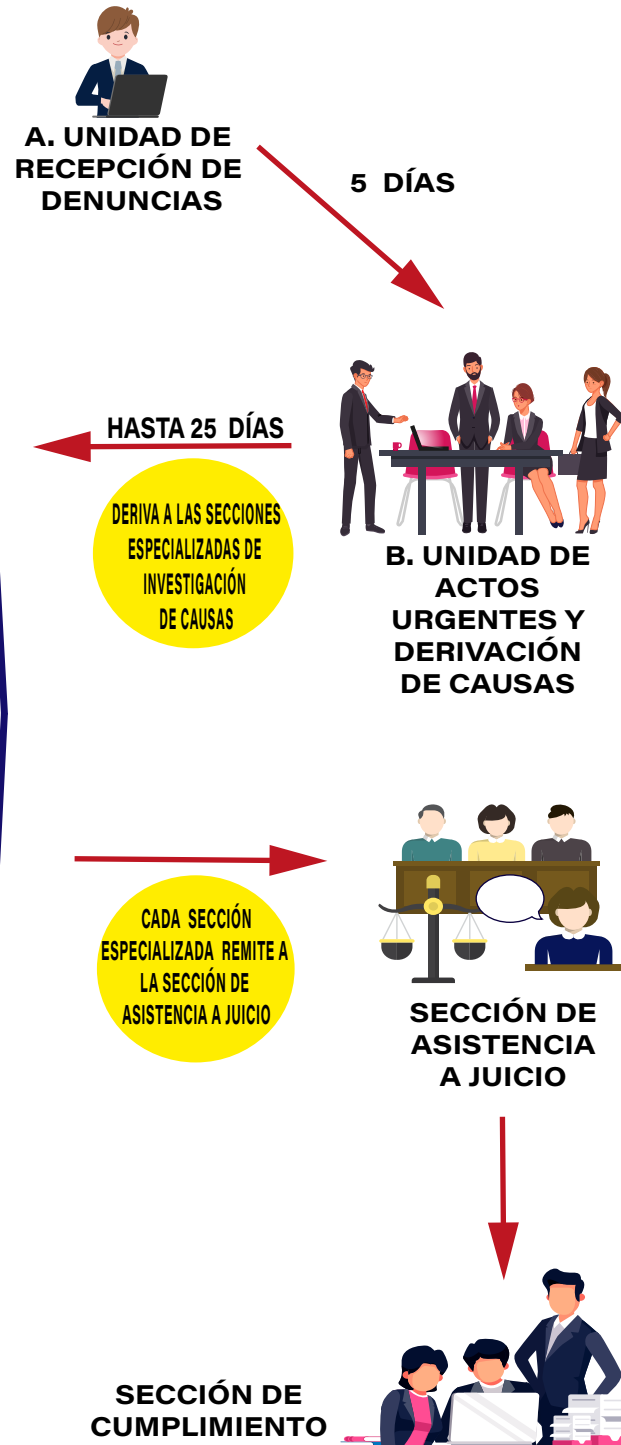 A. UNIDAD DE
RECEPCIÓN DE
DENUNCIAS
5 DÍAS
HASTA 25 DÍAS
DERIVA A LAS SECCIONES
ESPECIALIZADAS DE
INVESTIGACIÓN
DE CAUSAS
B. UNIDAD DE
ACTOS
URGENTES Y
DERIVACIÓN
DE CAUSAS
CADA SECCIÓN
ESPECIALIZADA REMITE A
LA SECCIÓN DE
ASISTENCIA A JUICIO
SECCIÓN DE
ASISTENCIA
A JUICIO
SECCIÓN DE
CUMPLIMIENTO